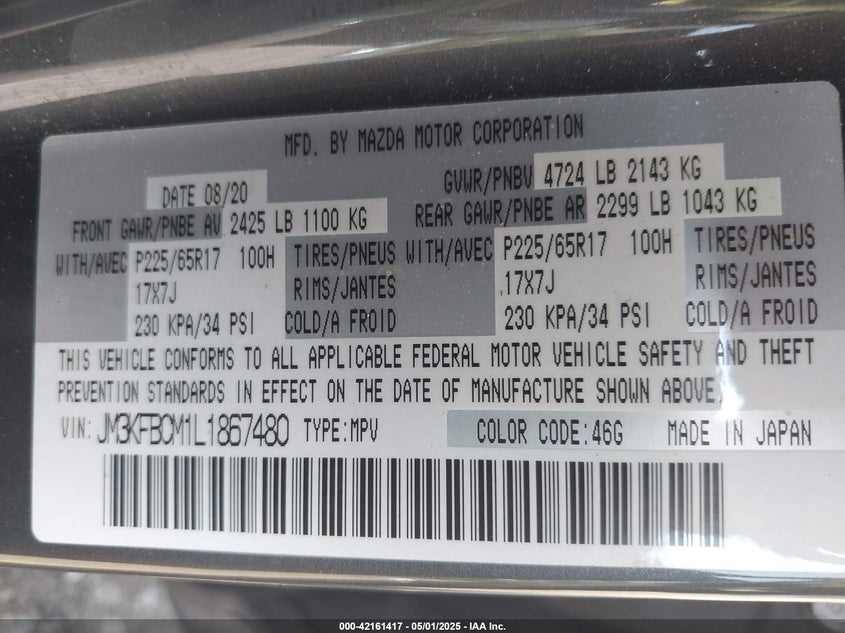 MFD. BY MAZDA MOTOR CORPORATION
DATE 08/20 GVWR/PNBV 4724 LB 2143 KG
FRONT GAWR/PNBE AV 2425 LB 1100 KG REAR GAWR/PNBE AR 2299 LB 1043 KG
WITH/AVEC P225/65R17 100H TIRES/PNEUS WITH/AVEC P225/65R17 100H TIRES/PNEUS
17X7J RIMS/JANTES 17X7J RIMS/JANTES
230 KPA/34 PSI COLD/A FROID 230 KPA/34 PSI COLD/A FROID
THIS VEHICLE CONFORMS TO ALL APPLICABLE FEDERAL MOTOR VEHICLE SAFETY AND THEFT
PREVENTION STANDARDS IN EFFECT ON THE DATE OF MANUFACTURE SHOWN ABOVE.
VIN: JM3KFBCM1L1867480 TYPE:MPV COLOR CODE:46G MADE IN JAPAN
000-42161417 - 05/01/2025 - IAA Inc.